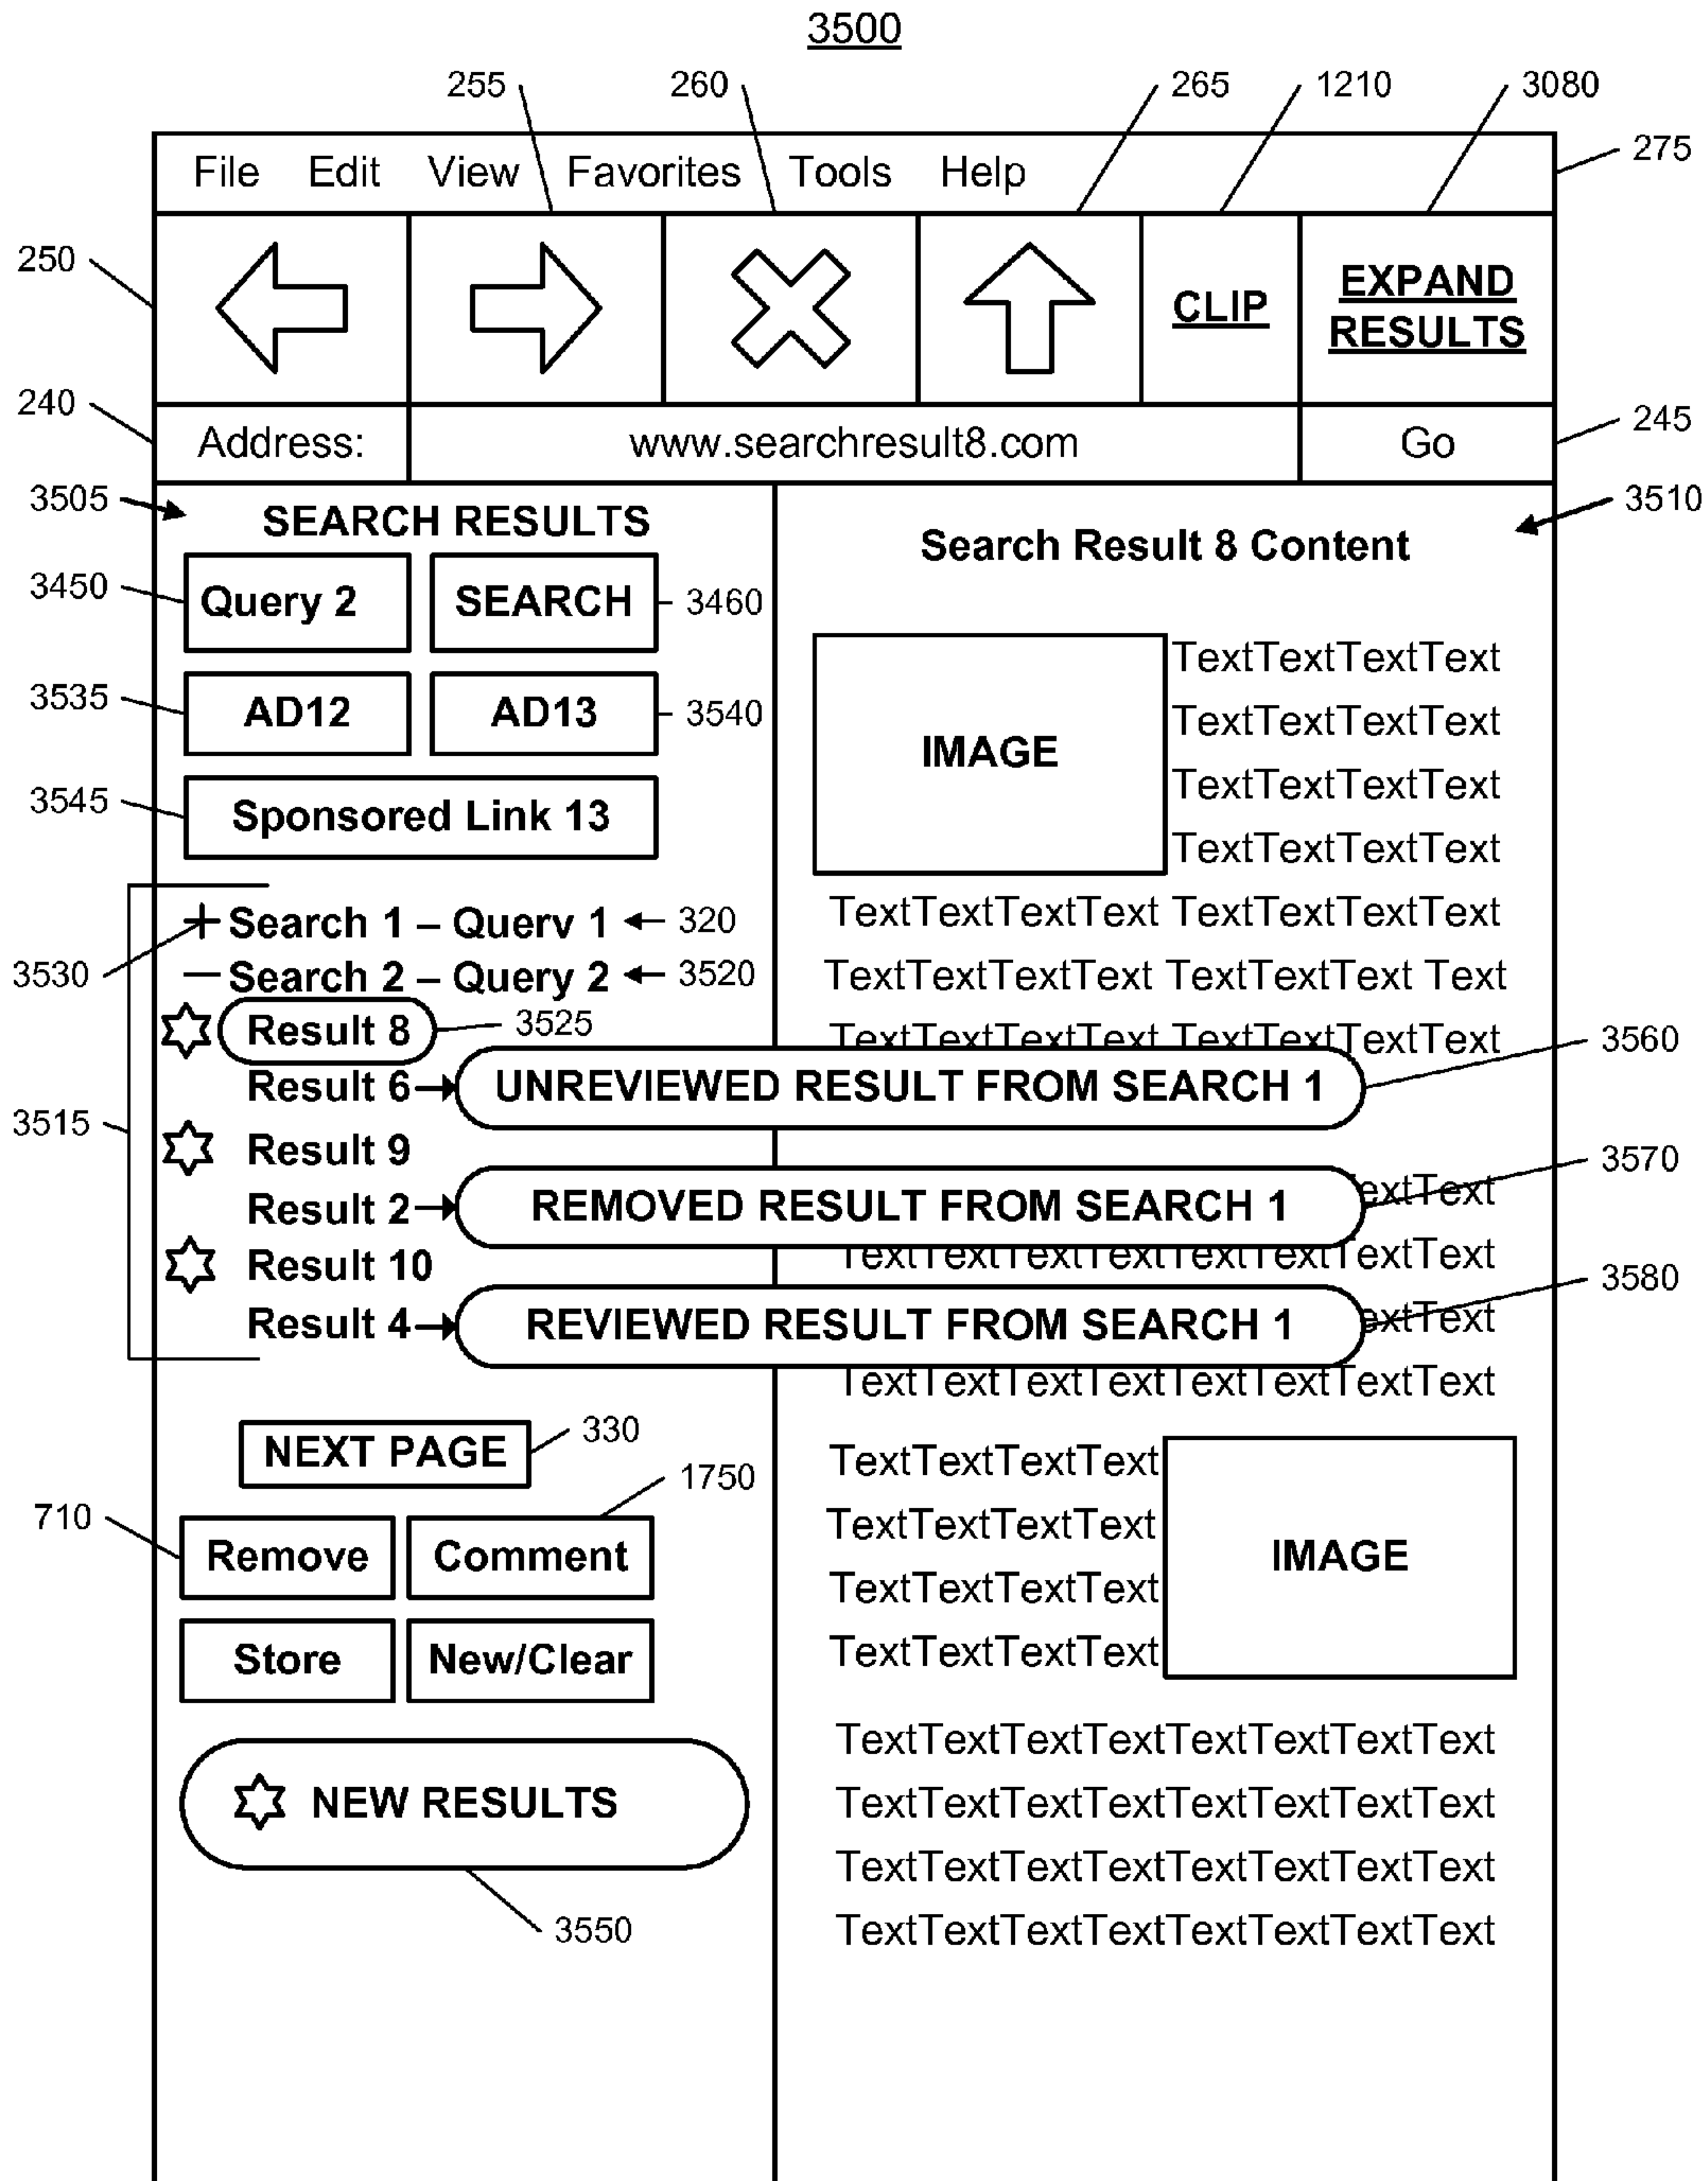 3500
255 260 265 1210 3080
File Edit View Favorites Tools Help 275
250
CLIP EXPAND RESULTS
240 Address: www.searchresult8.com Go 245
3505 SEARCH RESULTS
3450 Query 2 SEARCH 3460
3535 AD12 AD13 3540
3545 Sponsored Link 13
+ Search 1 – Query 1 320
3530
– Search 2 – Query 2 3520
Result 8 3525
Result 6 UNREVIEWED RESULT FROM SEARCH 1 3560
3515
Result 9
Result 2 REMOVED RESULT FROM SEARCH 1 3570
Result 10
Result 4 REVIEWED RESULT FROM SEARCH 1 3580
NEXT PAGE 330
1750
710 Remove Comment
Store New/Clear
NEW RESULTS
3550
3510
Search Result 8 Content
IMAGE
TextTextTextText
TextTextTextText
TextTextTextText
TextTextTextText
TextTextTextText TextTextTextText
TextTextTextText TextTextText Text
TextTextTextText TextTextTextText
extText
TextTextTextTextTextTextTextText
extText
TextTextTextTextTextTextTextText
TextTextTextText
TextTextTextText
TextTextTextText
TextTextTextText
IMAGE
TextTextTextTextTextTextTextText
TextTextTextTextTextTextTextText
TextTextTextTextTextTextTextText
TextTextTextTextTextTextTextText